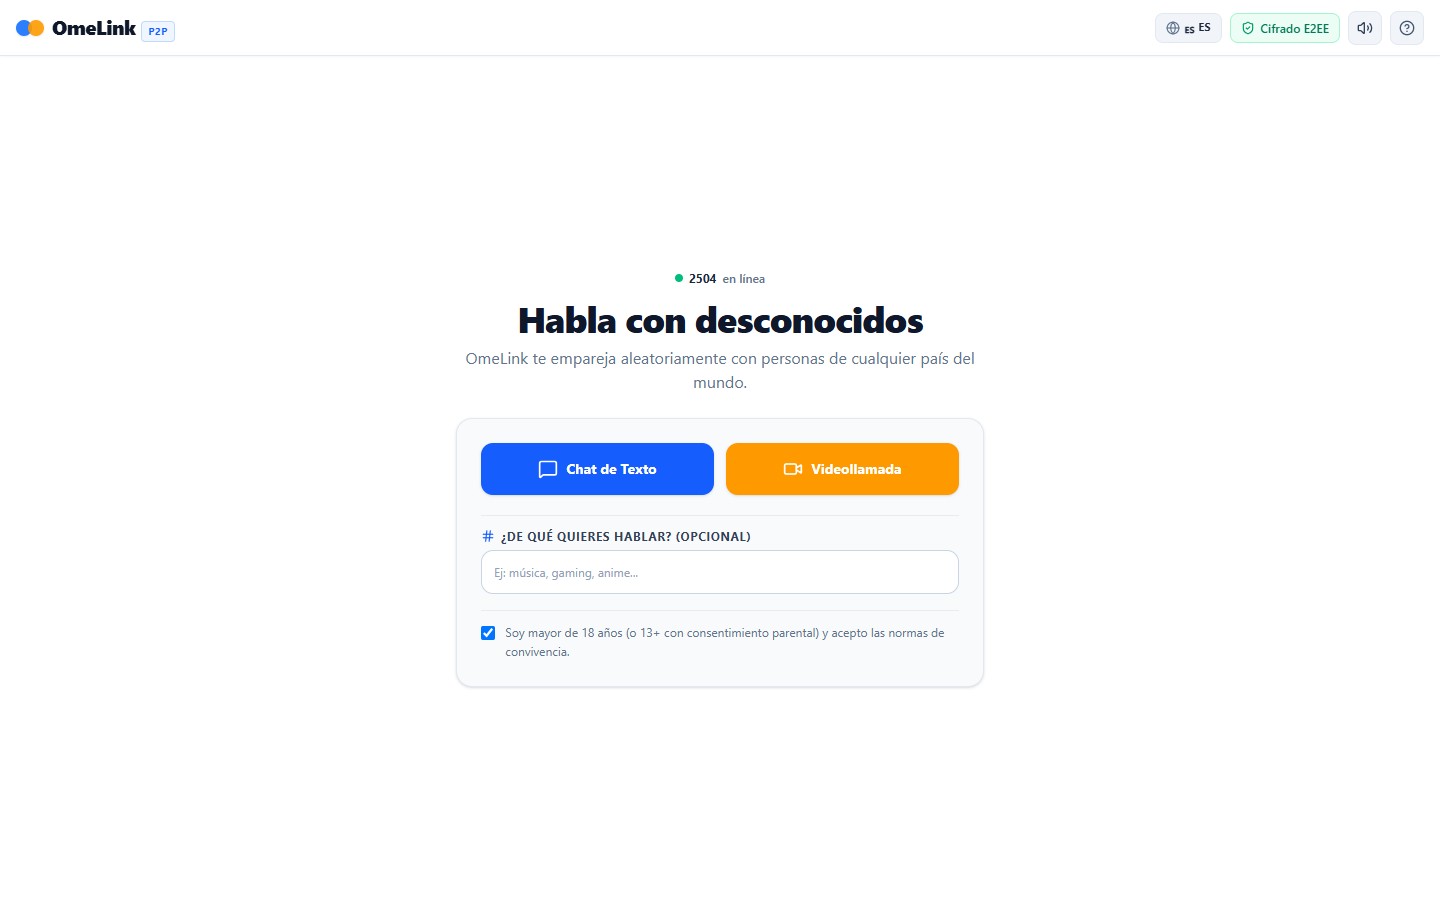 OmeLink P2P
ES ES
Cifrado E2EE
2504 en línea
Habla con desconocidos
OmeLink te empareja aleatoriamente con personas de cualquier país del
mundo.
Chat de Texto
Videollamada
# ¿DE QUÉ QUIERES HABLAR? (OPCIONAL)
Ej: música, gaming, anime...
Soy mayor de 18 años (o 13+ con consentimiento parental) y acepto las normas de
convivencia.